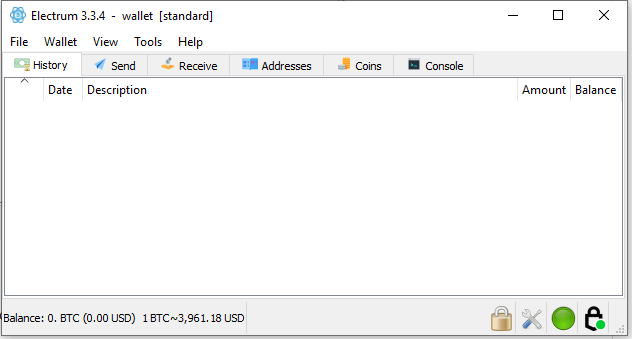 Electrum 3.3.4 - wallet [standard]
File Wallet View Tools Help
History Send Receive Addresses Coins Console
Date Description Amount Balance
Balance: 0. BTC (0.00 USD) 1 BTC~3,961.18 USD